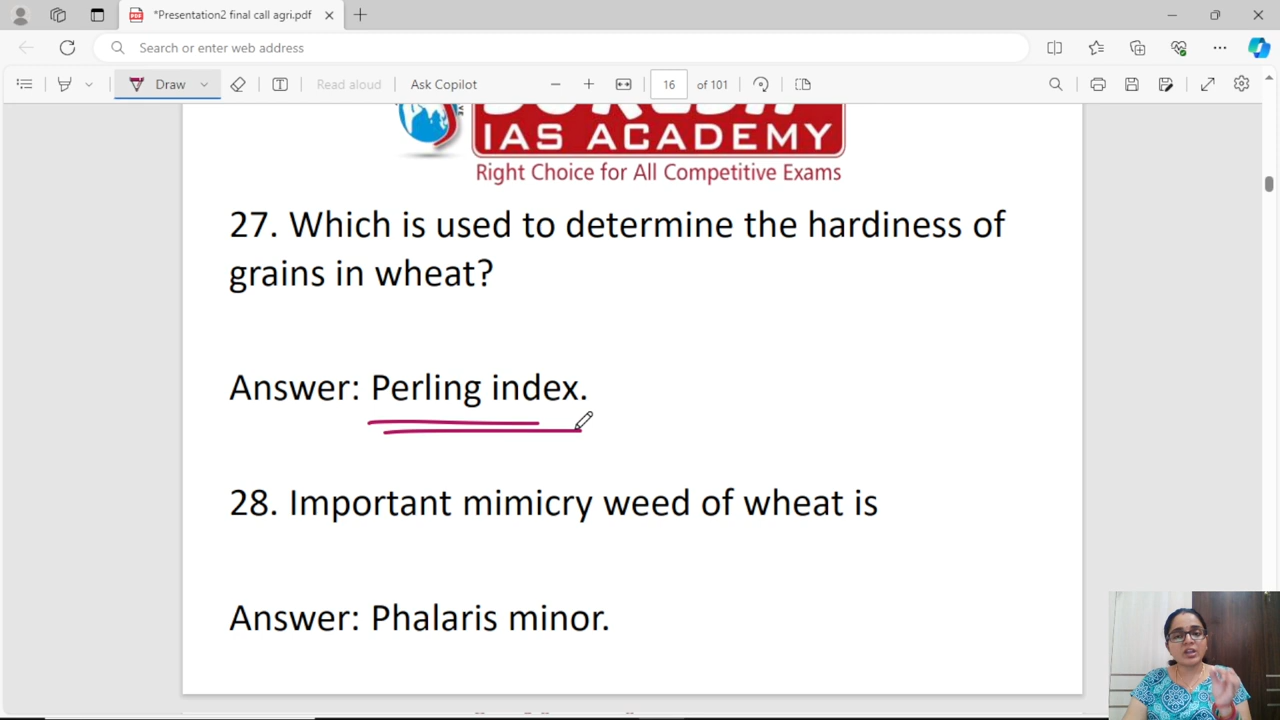 *Presentation2 final call agri.pdf
Search or enter web address
Draw
Read aloud
Ask Copilot
16
of 101
IAS ACADEMY
Right Choice for All Competitive Exams
27. Which is used to determine the hardiness of
grains in wheat?
Answer: Perling index.
28. Important mimicry weed of wheat is
Answer: Phalaris minor.